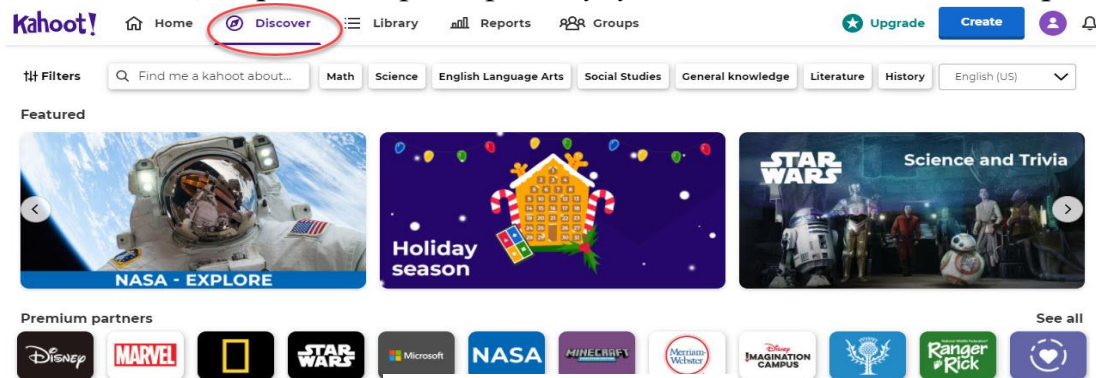 Kahoot! Home Discover Library Reports Groups Upgrade Create
Filters Find me a kahoot about... Math Science English Language Arts Social Studies General knowledge Literature History English (US)
Featured
NASA - EXPLORE
Holiday
season
STAR
WARS
Science and Trivia
Premium partners See all
Disney MARVEL STAR WARS Microsoft NASA MINECRAFT Merriam-Webster Disney IMAGINATION CAMPUS Ranger Rick